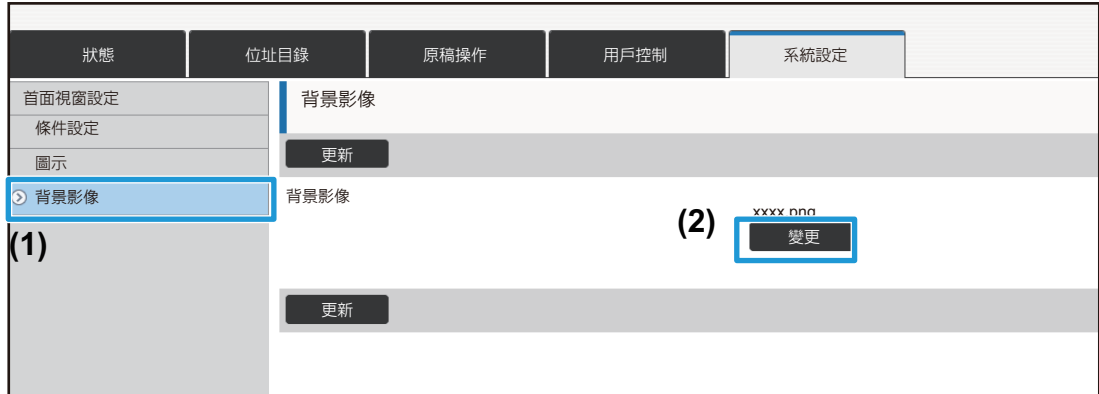 狀態 位址目錄 原稿操作 用戶控制 系統設定
首面視窗設定
條件設定
圖示
背景影像
(1)
背景影像
更新
背景影像
xxxx.png
(2)
變更
更新